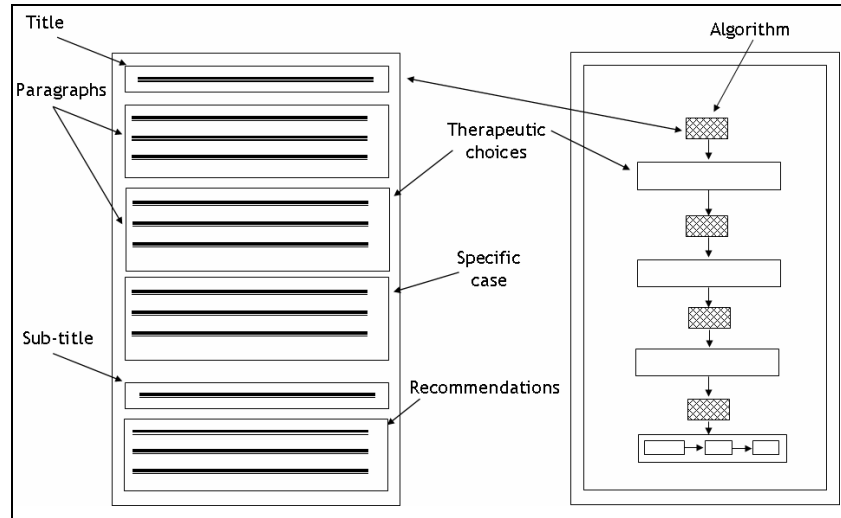 Title
Algorithm
Paragraphs
Therapeutic
choices
Specific
case
Sub-title
Recommendations